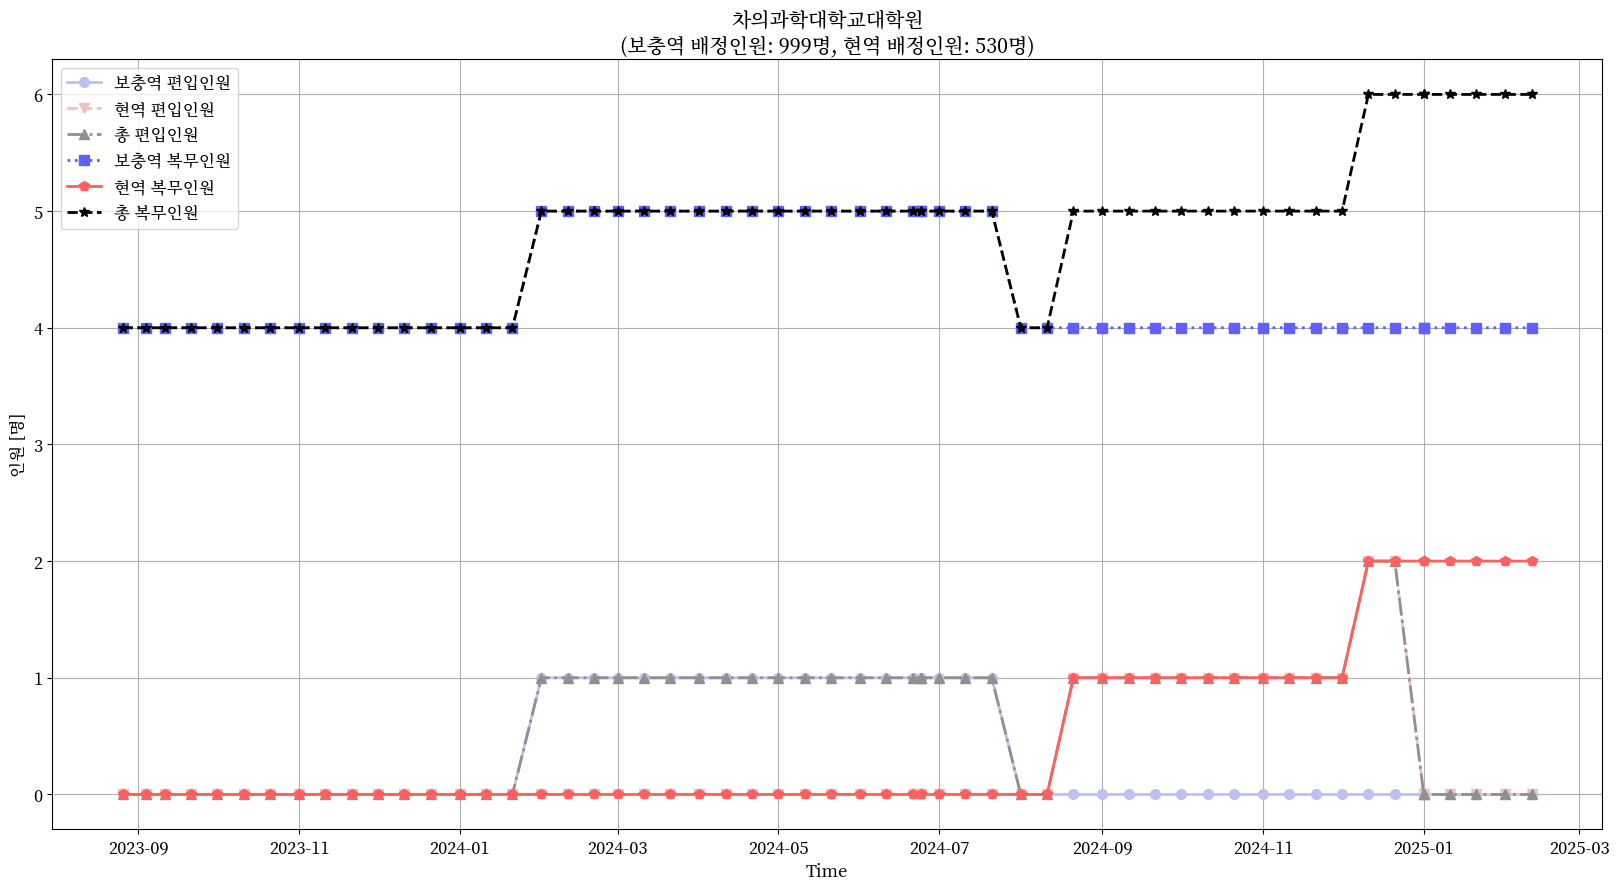 차의과학대학교대학원
(보충역 배정인원: 999명, 현역 배정인원: 530명)
보충역 편입인원
현역 편입인원
총 편입인원
보충역 복무인원
현역 복무인원
총 복무인원
인원 [명]
6
5
4
3
2
1
0
2023-09 2023-11 2024-01 2024-03 2024-05 2024-07 2024-09 2024-11 2025-01 2025-03
Time